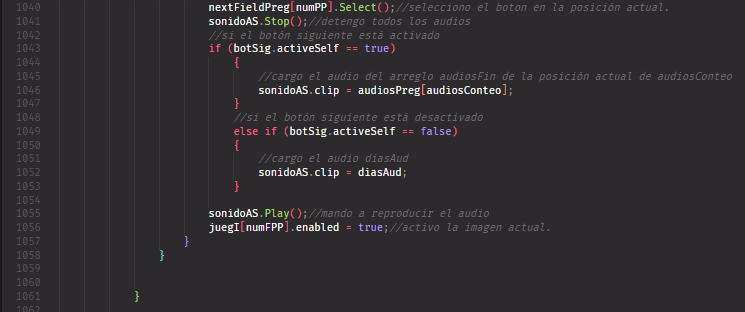 1040 nextFieldPreg[numPP].Select();//selecciono el boton en la posición actual.
1041 sonidoAS.Stop();//detengo todos los audios
1042 //si el botón siguiente está activado
1043 if (botSig.activeSelf == true)
1044 {
1045 //cargo el audio del arreglo audiosFin de la posición actual de audiosConteo
1046 sonidoAS.clip = audiosPreg[audiosConteo];
1047 }
1048 //si el botón siguiente está desactivado
1049 else if (botSig.activeSelf == false)
1050 {
1051 //cargo el audio diasAud
1052 sonidoAS.clip = diasAud;
1053 }
1054
1055 sonidoAS.Play();//mando a reproducir el audio
1056 juegI[numFPP].enabled = true;//activo la imagen actual.
1057 }
1058 }
1059
1060
1061 }
1062